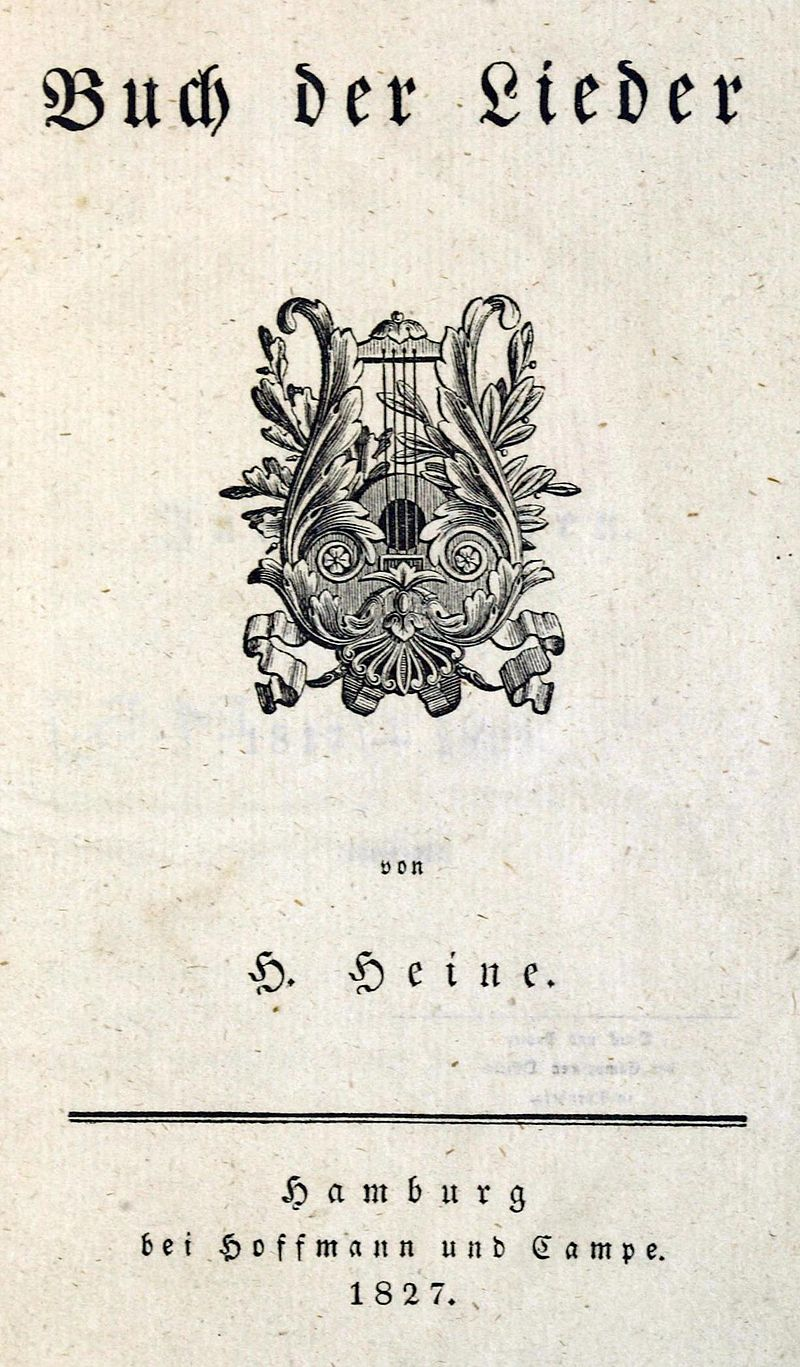 Buch der Lieder
von
H. Heine.
Hamburg
bei Hoffmann und Campe.
1827.